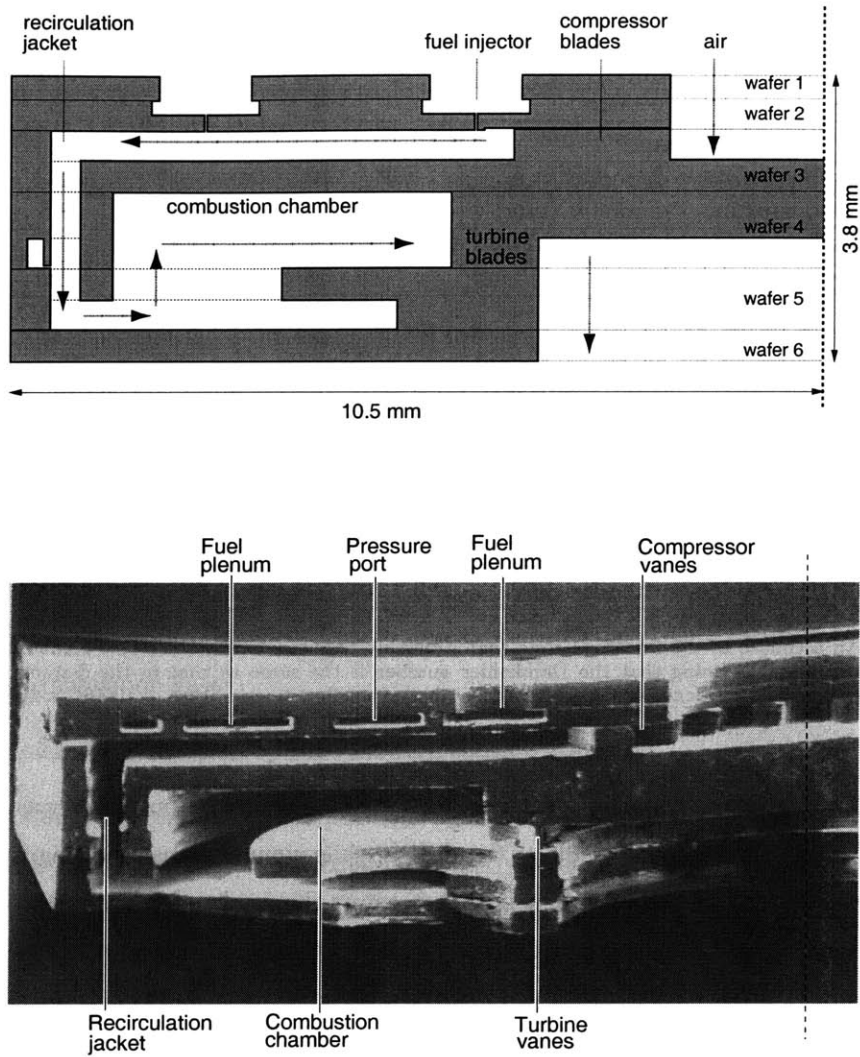 recirculation
jacket
fuel injector
compressor
blades
air
wafer 1
wafer 2
wafer 3
combustion chamber
wafer 4
turbine
blades
3.8 mm
wafer 5
wafer 6
10.5 mm
Fuel
plenum
Pressure
port
Fuel
plenum
Compressor
vanes
Recirculation
jacket
Combustion
chamber
Turbine
vanes